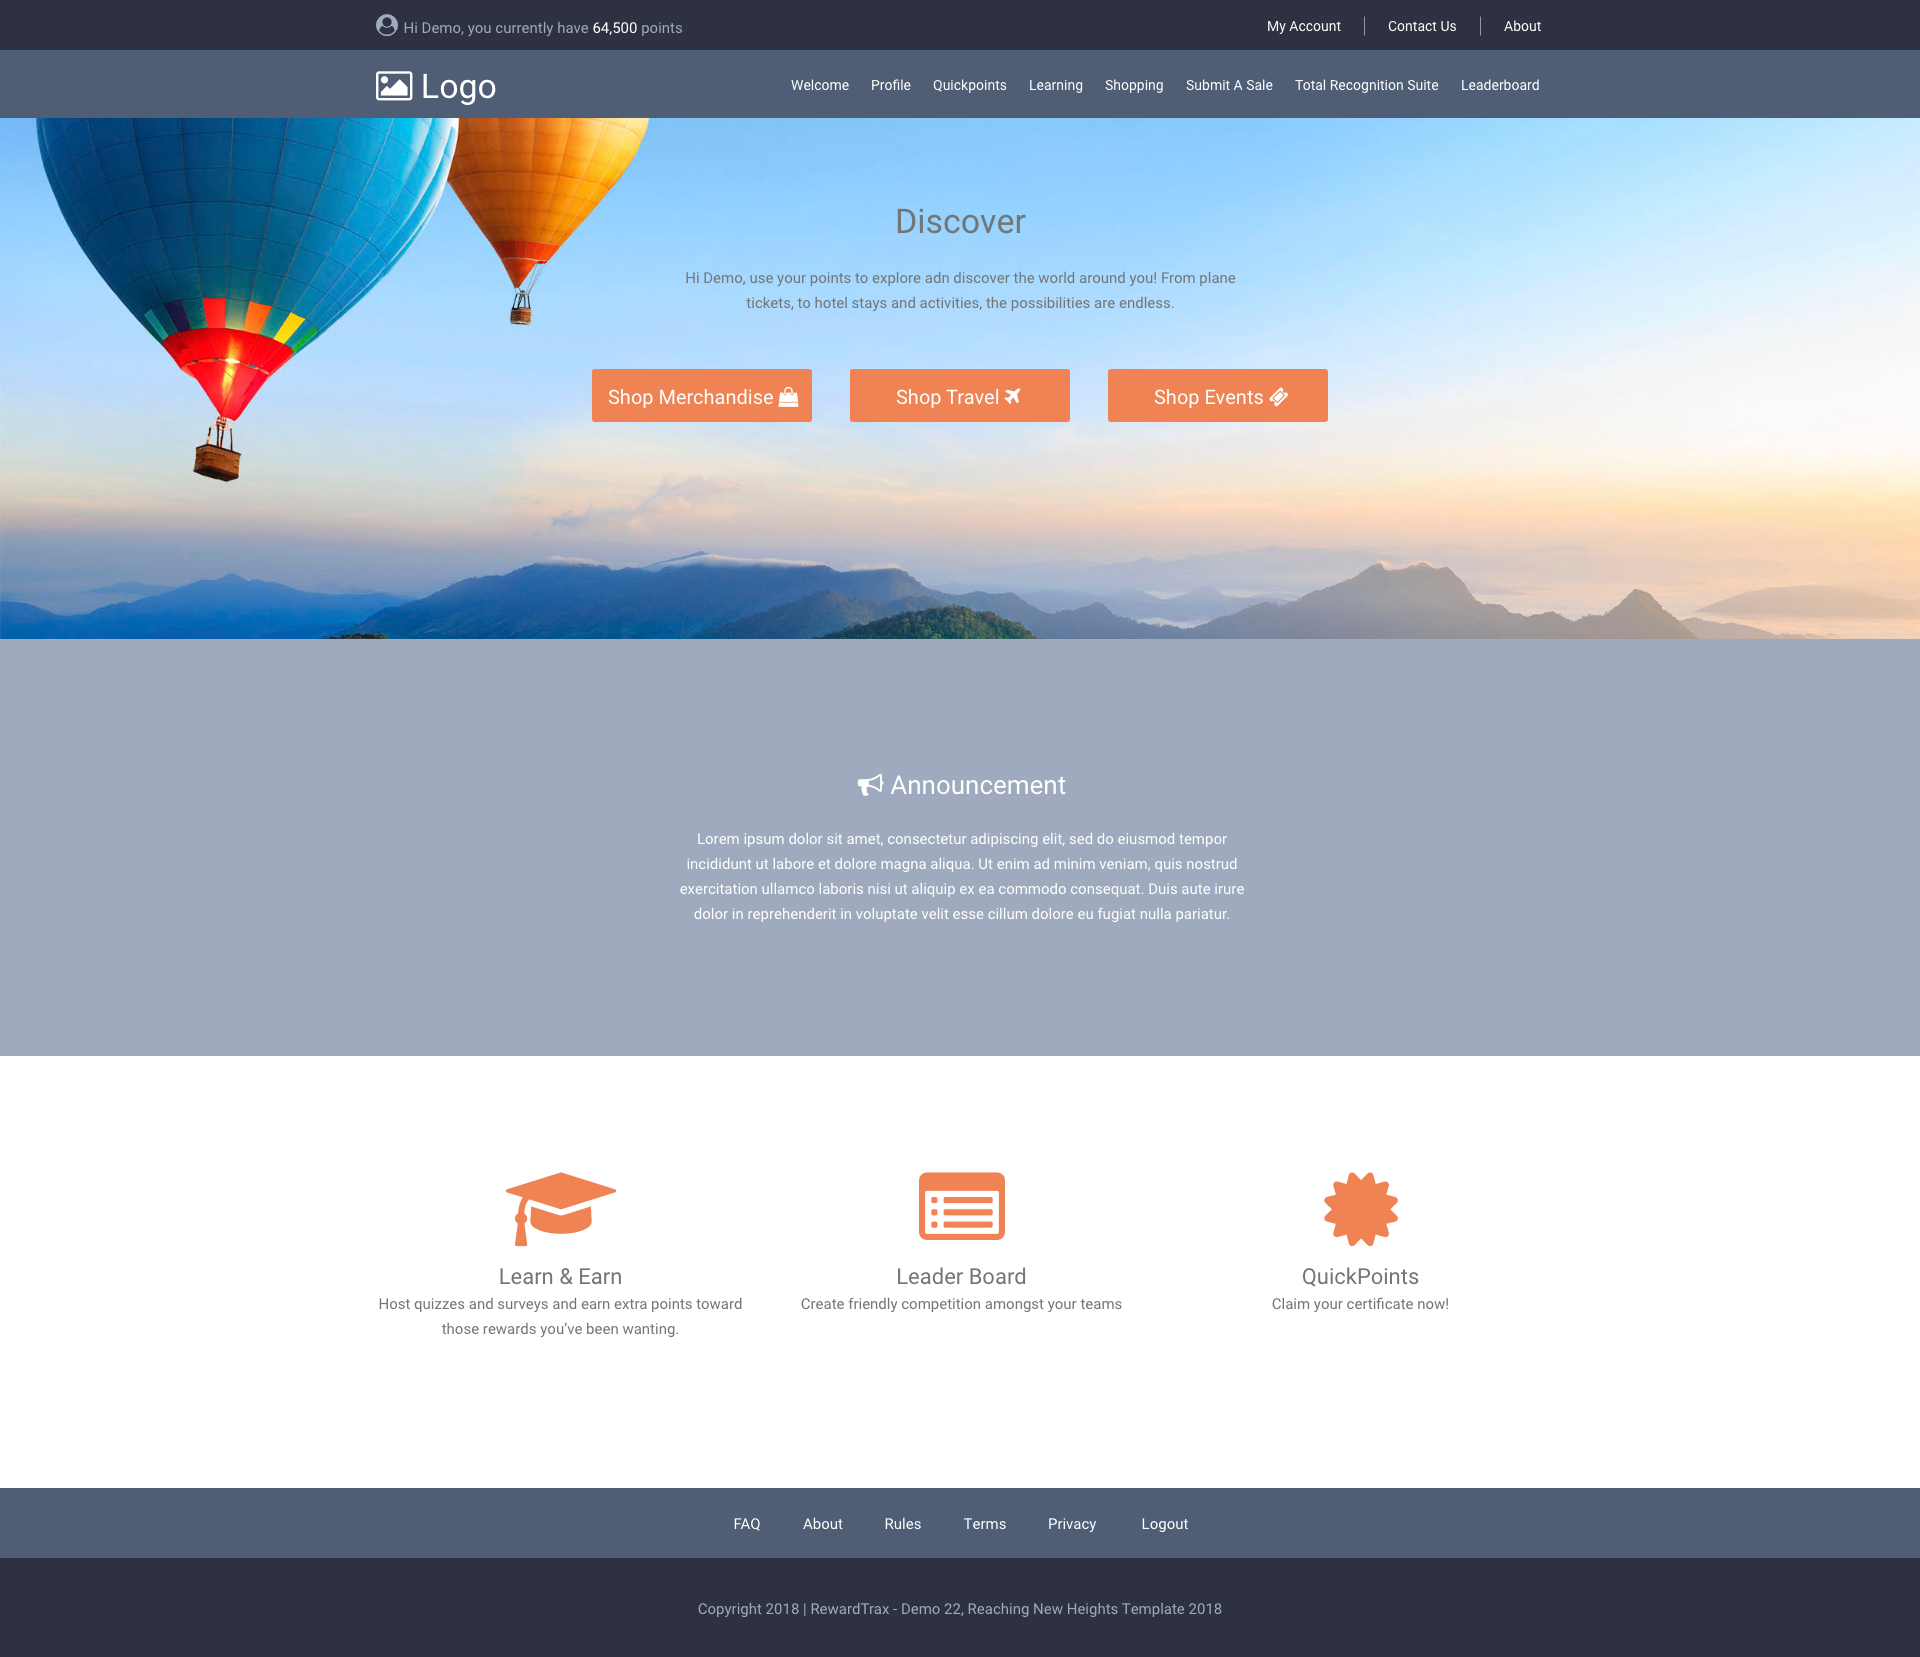 Hi Demo, you currently have 64,500 points
My Account
Contact Us
About
Logo
Welcome
Profile
Quickpoints
Learning
Shopping
Submit A Sale
Total Recognition Suite
Leaderboard
Discover
Hi Demo, use your points to explore adn discover the world around you! From plane
tickets, to hotel stays and activities, the possibilities are endless.
Shop Merchandise
Shop Travel
Shop Events
Announcement
Lorem ipsum dolor sit amet, consectetur adipiscing elit, sed do eiusmod tempor
incididunt ut labore et dolore magna aliqua. Ut enim ad minim veniam, quis nostrud
exercitation ullamco laboris nisi ut aliquip ex ea commodo consequat. Duis aute irure
dolor in reprehenderit in voluptate velit esse cillum dolore eu fugiat nulla pariatur.
Learn & Earn
Host quizzes and surveys and earn extra points toward
those rewards you've been wanting.
Leader Board
Create friendly competition amongst your teams
QuickPoints
Claim your certificate now!
FAQ
About
Rules
Terms
Privacy
Logout
Copyright 2018 | RewardTrax - Demo 22, Reaching New Heights Template 2018